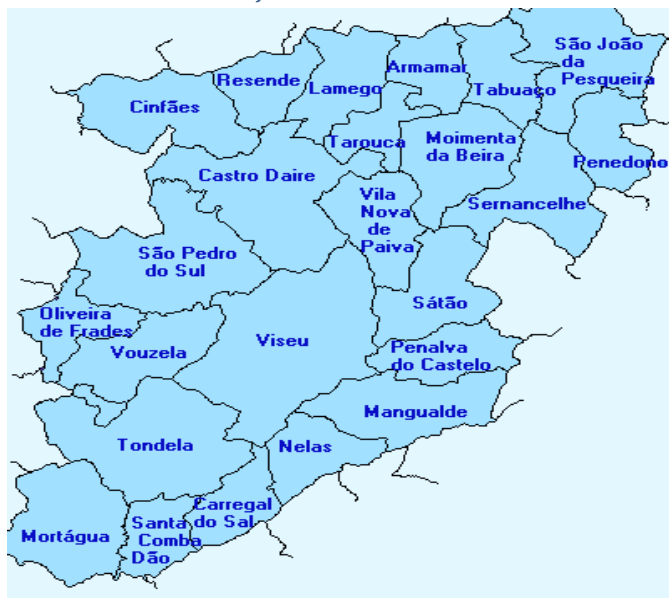 São João
da
Pesqueira
Armamar
Resende
Lamego
Tabuaço
Cinfães
Tarouca
Moimenta
da Beira
Penedono
Castro Daire
Vila
Nova
de
Paiva
Sernancelhe
São Pedro
do Sul
Sátão
Oliveira
de Frades
Vouzela
Viseu
Penalva
do Castelo
Mangualde
Tondela
Nelas
Carregal
do Sal
Mortágua
Santa
Comba
Dão